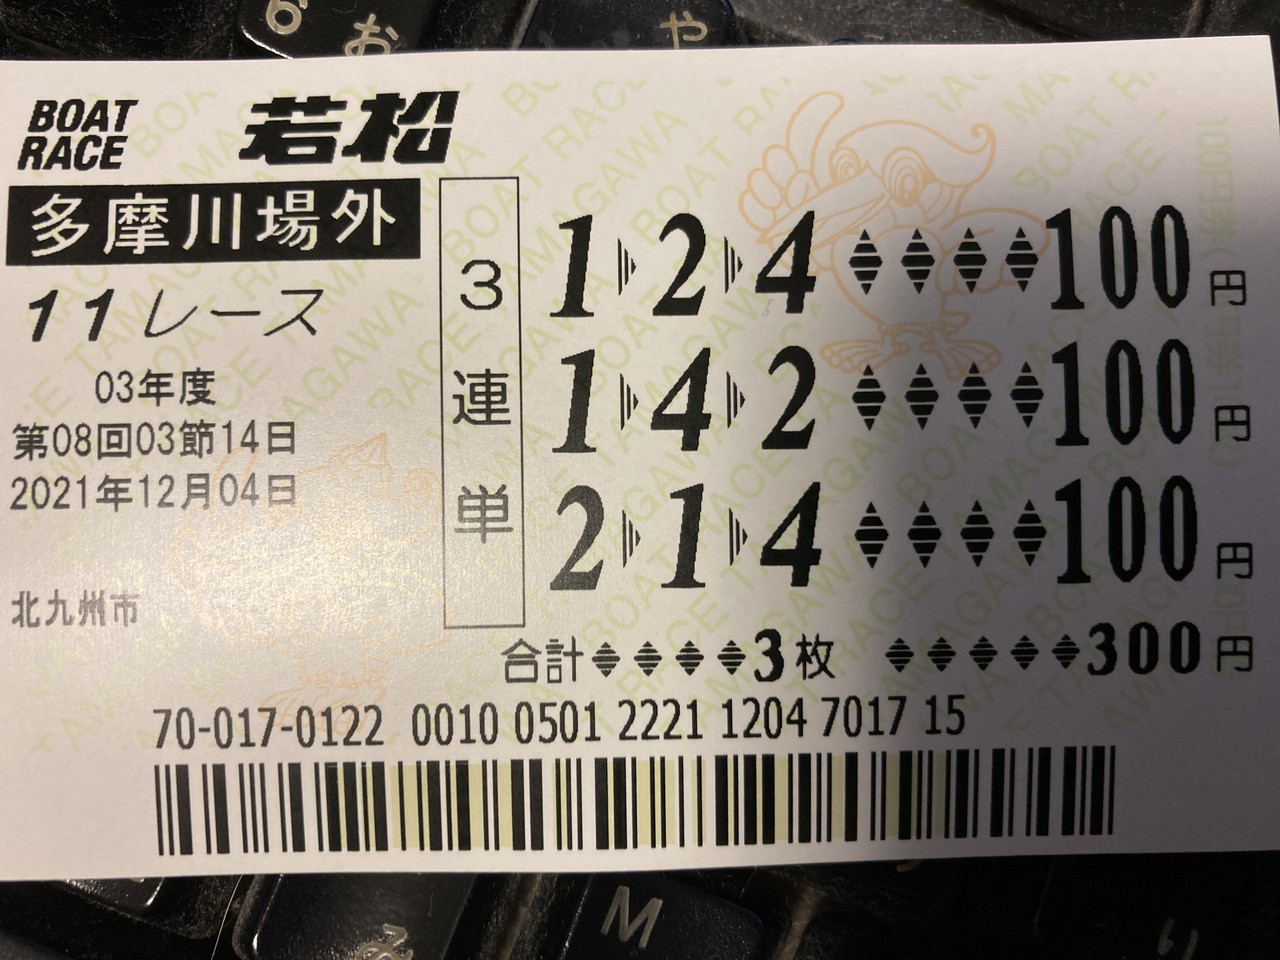 6
お
や
BOAT
RACE
若松
多摩川場外
11レース
03年度
第08回03節14日
2021年12月04日
北九州市
3連単
1 2 4 100円
1 4 2 100円
2 1 4 100円
合計 3枚 300円
70-017-0122 0010 0501 2221 1204 7017 15
M